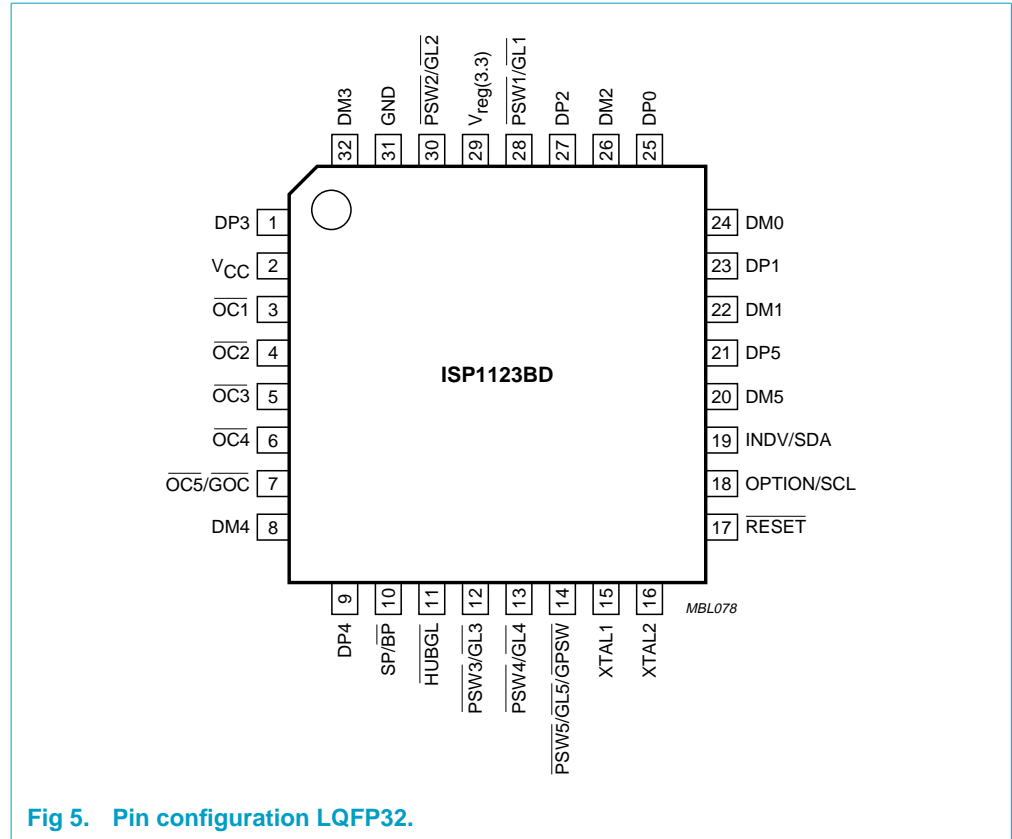 DM3
GND
PSW2/GL2
Vreg(3.3)
PSW1/GL1
DP2
DM2
DP0
32
31
30
29
28
27
26
25
DP3 1
VCC 2
OC1 3
OC2 4
OC3 5
OC4 6
OC5/GOC 7
DM4 8
ISP1123BD
24 DM0
23 DP1
22 DM1
21 DP5
20 DM5
19 INDV/SDA
18 OPTION/SCL
17 RESET
9
10
11
12
13
14
15
16
MBL078
DP4
SP/BP
HUBGL
PSW3/GL3
PSW4/GL4
PSW5/GL5/GPSW
XTAL1
XTAL2
Fig 5. Pin configuration LQFP32.